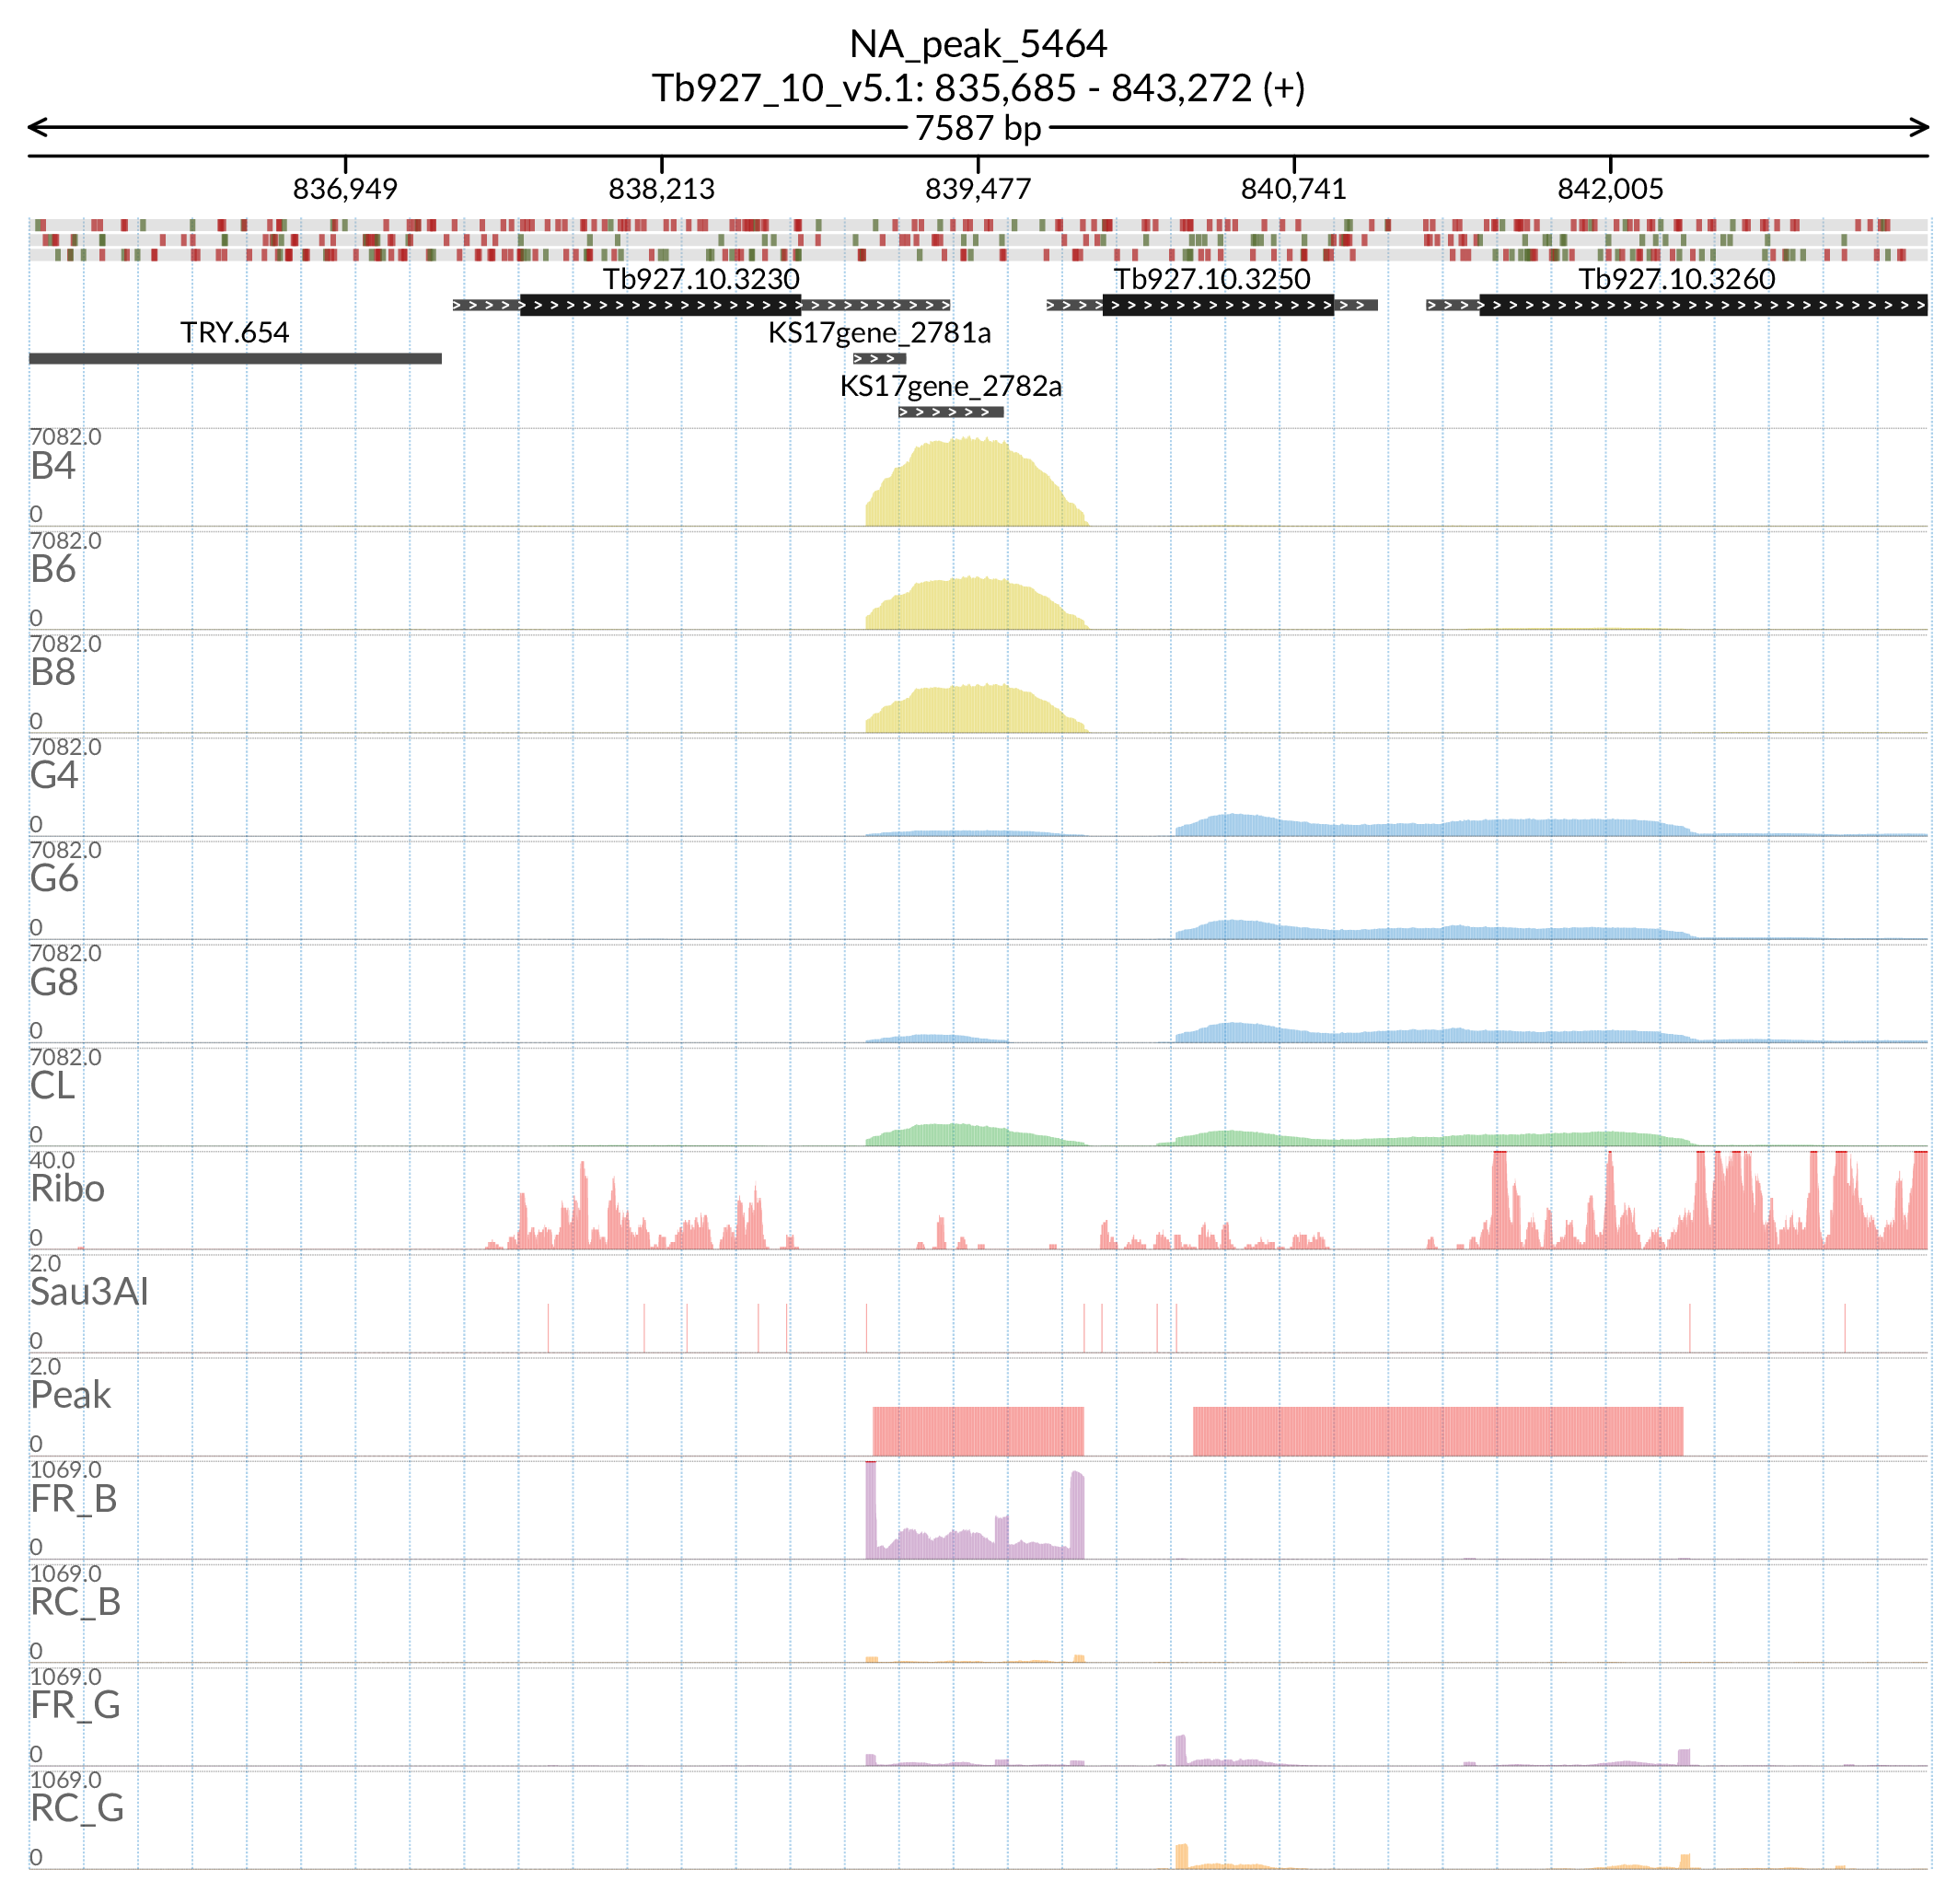 NA_peak_5464
Tb927_10_v5.1: 835,685 - 843,272 (+)
7587 bp
836,949 838,213 839,477 840,741 842,005
Tb927.10.3230 Tb927.10.3250 Tb927.10.3260
TRY.654 KS17gene_2781a
KS17gene_2782a
7082.0
B4
0
7082.0
B6
0
7082.0
B8
0
7082.0
G4
0
7082.0
G6
0
7082.0
G8
0
7082.0
CL
0
40.0
Ribo
0
2.0
Sau3AI
0
2.0
Peak
0
1069.0
FR_B
0
1069.0
RC_B
0
1069.0
FR_G
0
1069.0
RC_G
0